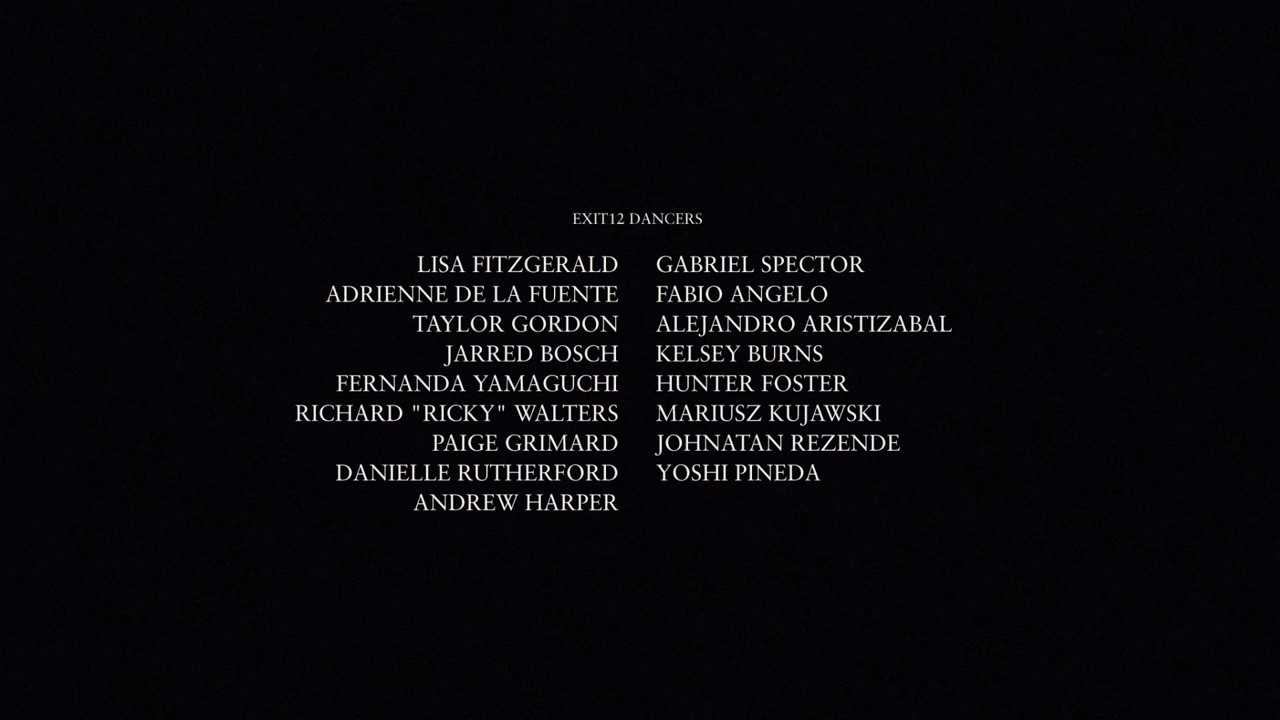 EXIT12 DANCERS
LISA FITZGERALD GABRIEL SPECTOR
ADRIENNE DE LA FUENTE FABIO ANGELO
TAYLOR GORDON ALEJANDRO ARISTIZABAL
JARRED BOSCH KELSEY BURNS
FERNANDA YAMAGUCHI HUNTER FOSTER
RICHARD "RICKY" WALTERS MARIUSZ KUJAWSKI
PAIGE GRIMARD JOHNATAN REZENDE
DANIELLE RUTHERFORD YOSHI PINEDA
ANDREW HARPER